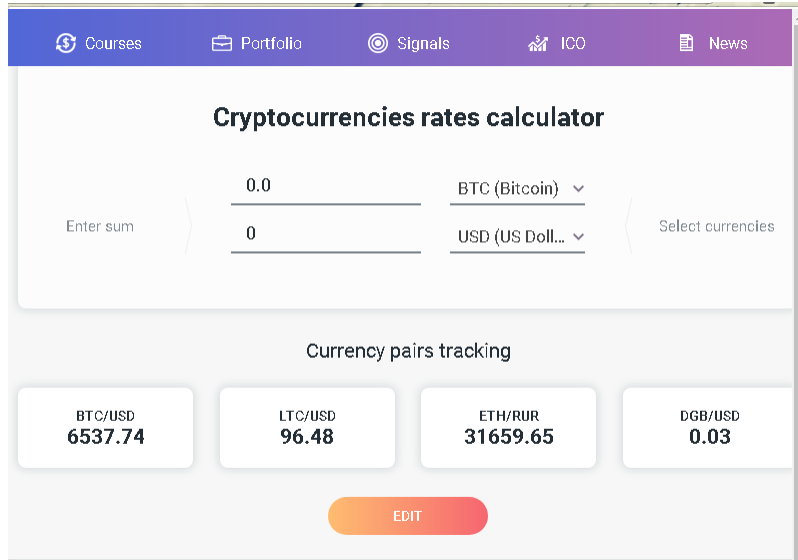 Courses Portfolio Signals ICO News
Cryptocurrencies rates calculator
Enter sum
0.0 BTC (Bitcoin)
0 USD (US Doll...
Select currencies
Currency pairs tracking
BTC/USD LTC/USD ETH/RUR DGB/USD
6537.74 96.48 31659.65 0.03
EDIT